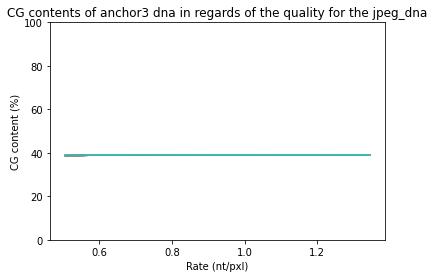 CG contents of anchor3 dna in regards of the quality for the jpeg_dna
100
80
60
40
20
0
CG content (%)
0.6 0.8 1.0 1.2
Rate (nt/pxl)